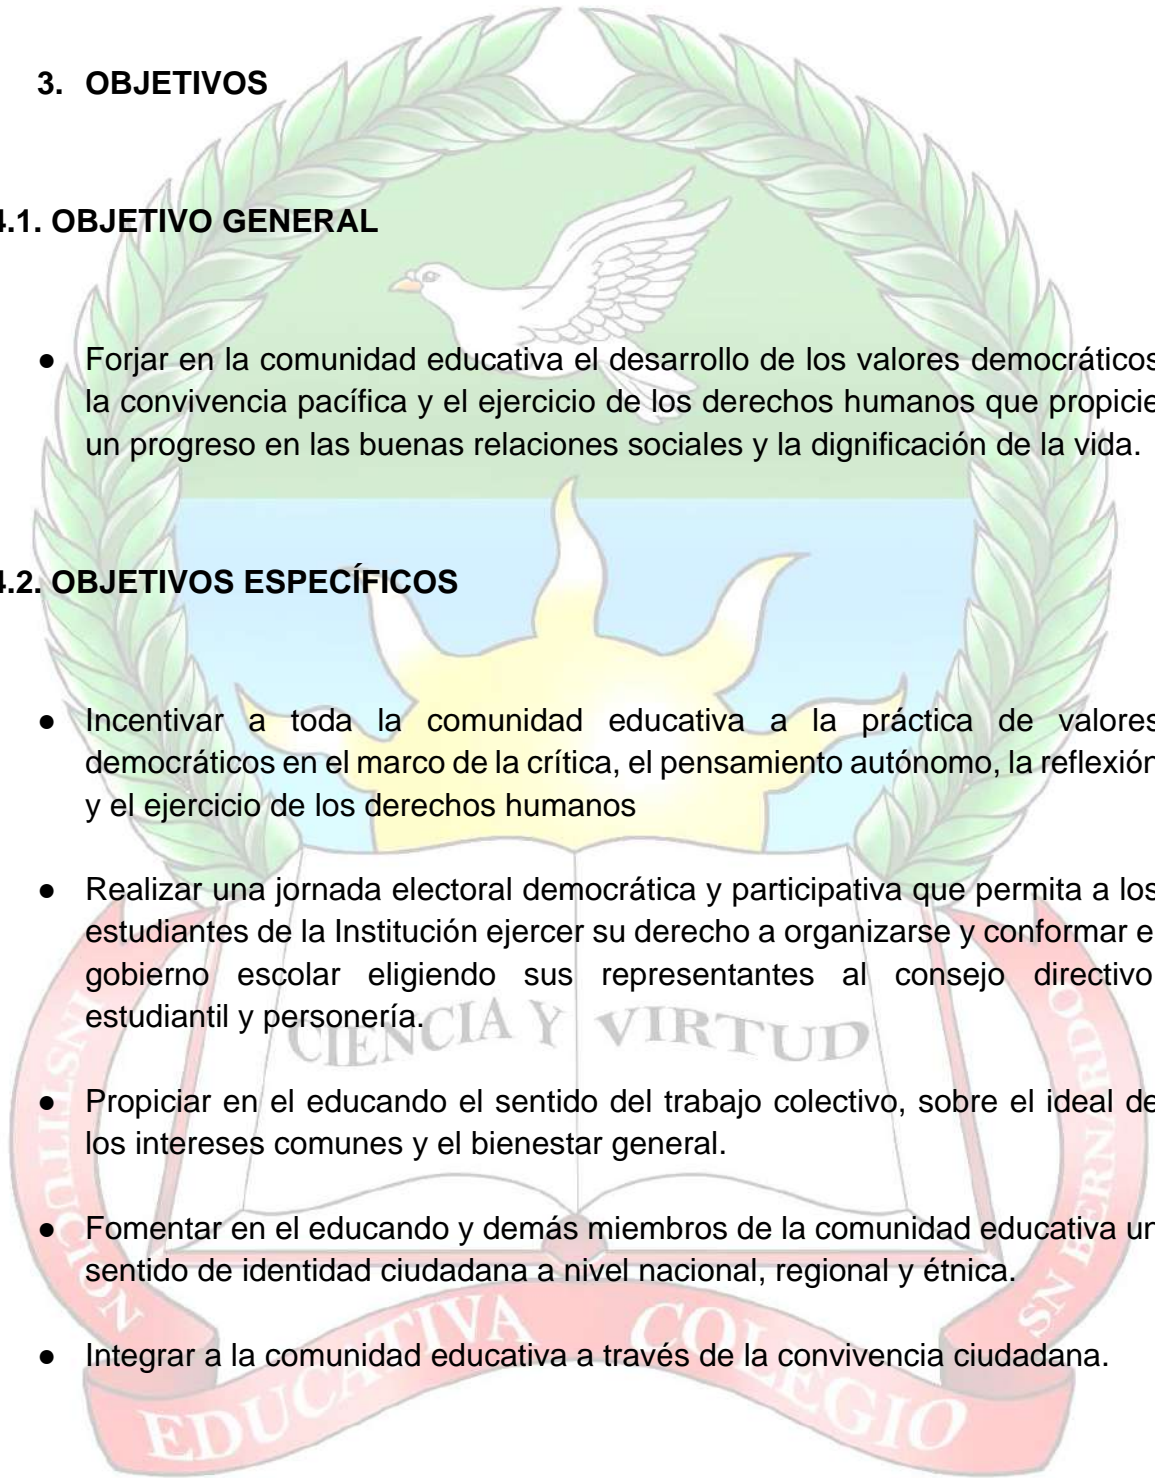 3. OBJETIVOS
4.1. OBJETIVO GENERAL
● Forjar en la comunidad educativa el desarrollo de los valores democráticos
la convivencia pacífica y el ejercicio de los derechos humanos que propicie
un progreso en las buenas relaciones sociales y la dignificación de la vida.
4.2. OBJETIVOS ESPECÍFICOS
● Incentivar a toda la comunidad educativa a la práctica de valores
democráticos en el marco de la crítica, el pensamiento autónomo, la reflexión
y el ejercicio de los derechos humanos
● Realizar una jornada electoral democrática y participativa que permita a los
estudiantes de la Institución ejercer su derecho a organizarse y conformar e
gobierno escolar eligiendo sus representantes al consejo directivo
estudiantil y personería.
CIENCIA Y VIRTUD
● Propiciar en el educando el sentido del trabajo colectivo, sobre el ideal de
los intereses comunes y el bienestar general.
● Fomentar en el educando y demás miembros de la comunidad educativa un
sentido de identidad ciudadana a nivel nacional, regional y étnica.
● Integrar a la comunidad educativa a través de la convivencia ciudadana.
INSTITUCIÓN EDUCATIVA COLEGIO SN BERNARDO